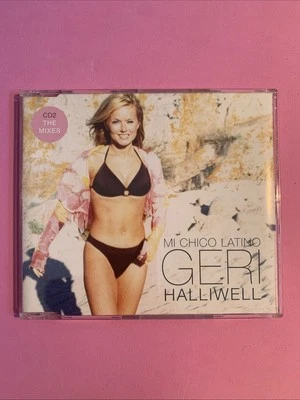 CD2
THE
MIXES
MI CHICO LATINO
GERI
HALLIWELL